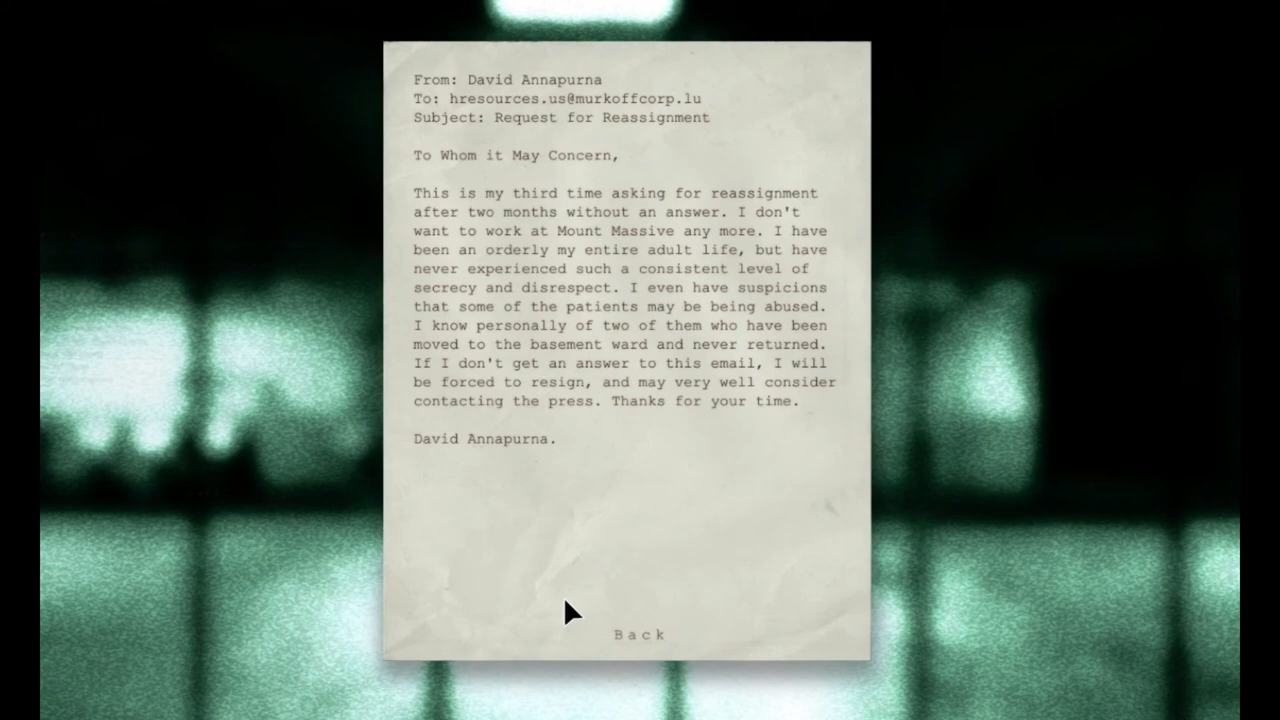 From: David Annapurna
To: hresources.us@murkoffcorp.lu
Subject: Request for Reassignment
To Whom it May Concern,
This is my third time asking for reassignment
after two months without an answer. I don't
want to work at Mount Massive any more. I have
been an orderly my entire adult life, but have
never experienced such a consistent level of
secrecy and disrespect. I even have suspicions
that some of the patients may be being abused.
I know personally of two of them who have been
moved to the basement ward and never returned.
If I don't get an answer to this email, I will
be forced to resign, and may very well consider
contacting the press. Thanks for your time.
David Annapurna.
Back